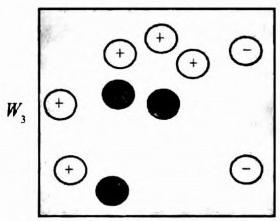 +
+ + −
W₃ +
+ −